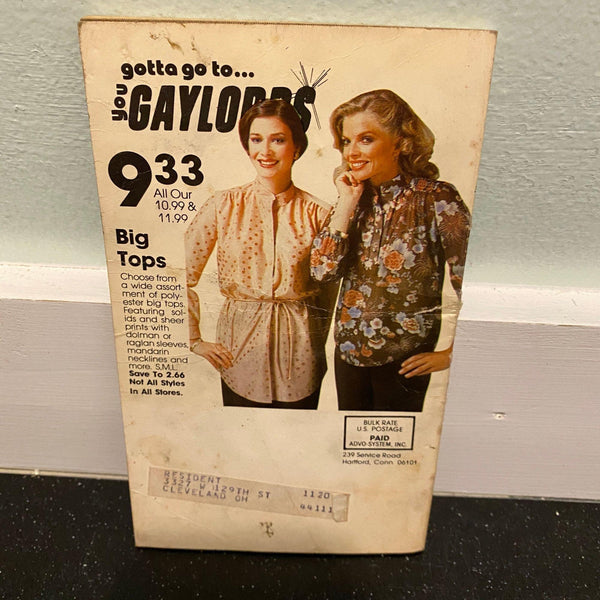 gotta go to...
you GAYLORDS
9 33
All Our
10.99 &
11.99
Big
Tops
Choose from
a wide assort-
ment of poly-
ester big tops.
Featuring sol-
ids and sheer
prints with
dolman or
raglan sleeves,
mandarin
necklines and
more. S,M,L.
Save To 2.66
Not All Styles
In All Stores.
BULK RATE
U.S. POSTAGE
PAID
ADVO-SYSTEM, INC.
239 Service Road
Hartford, Conn. 06101
RESIDENT
W 129TH ST 1120
CLEVELAND OH 44111